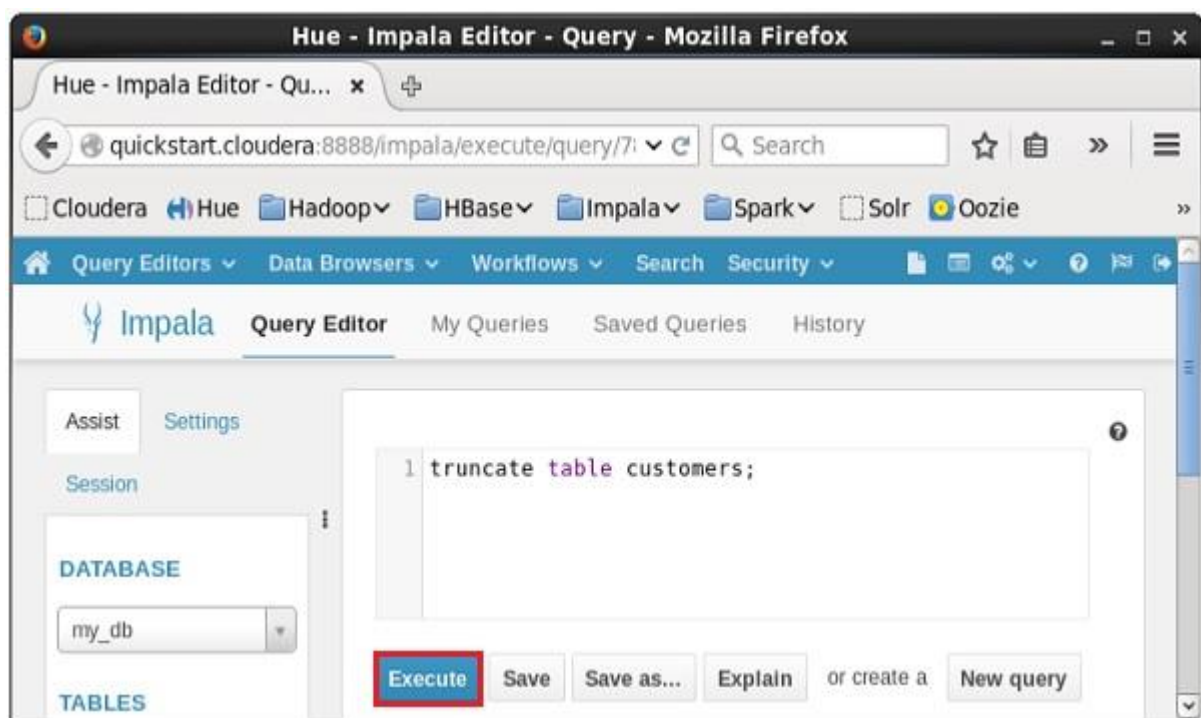 Hue - Impala Editor - Query - Mozilla Firefox
Hue - Impala Editor - Qu...
quickstart.cloudera:8888/impala/execute/query/7
Search
Cloudera Hue Hadoop HBase Impala Spark Solr Oozie
Query Editors Data Browsers Workflows Search Security
Impala Query Editor My Queries Saved Queries History
Assist Settings
Session
1 truncate table customers;
DATABASE
my_db
Execute Save Save as... Explain or create a New query
TABLES